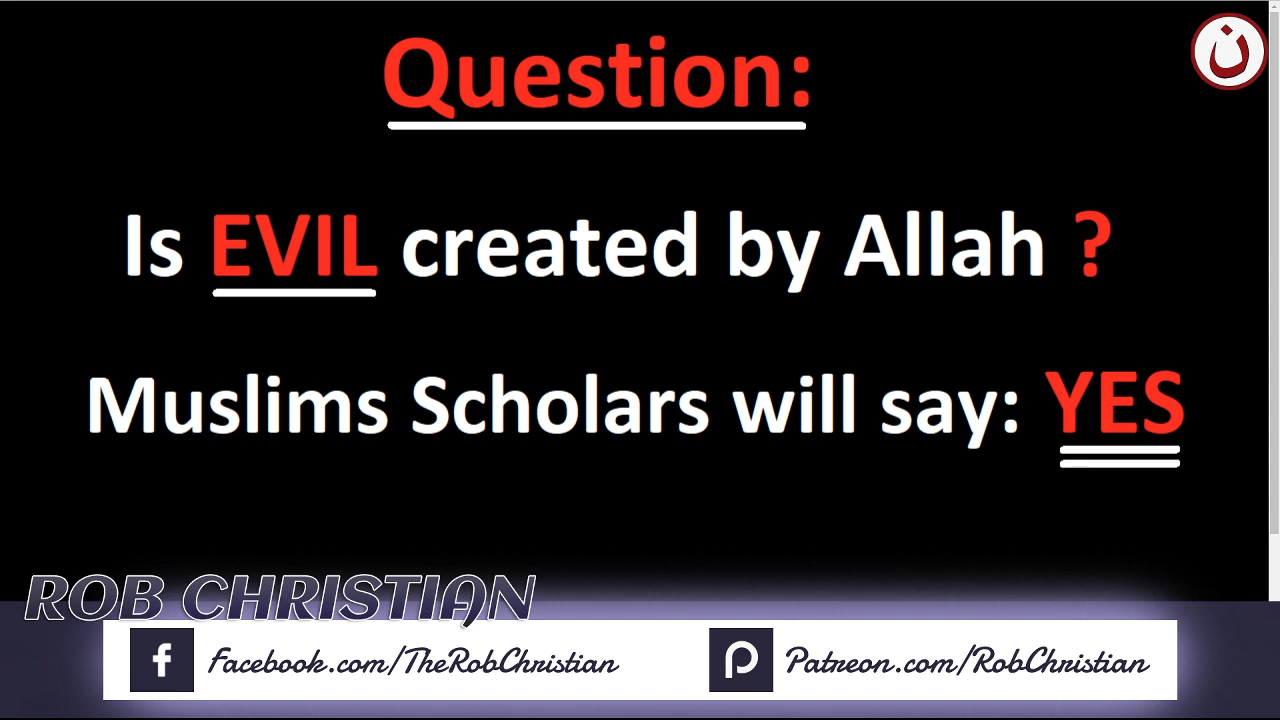 Question:
ن
Is EVIL created by Allah ?
Muslims Scholars will say: YES
ROB CHRISTIAN
f
Facebook.com/TheRobChristian
Patreon.com/RobChristian